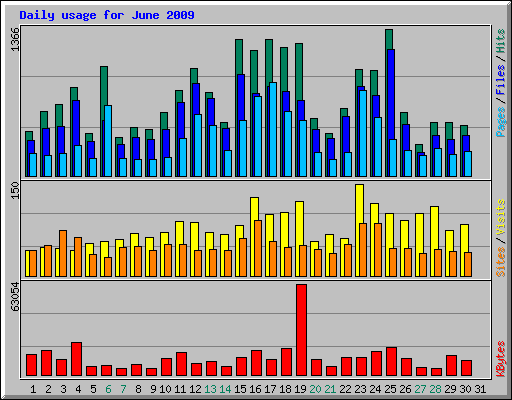 Daily usage for June 2009
1366
Pages / Files / Hits
150
Sites / Visits
63054
KBytes
1 2 3 4 5 6 7 8 9 10 11 12 13 14 15 16 17 18 19 20 21 22 23 24 25 26 27 28 29 30 31